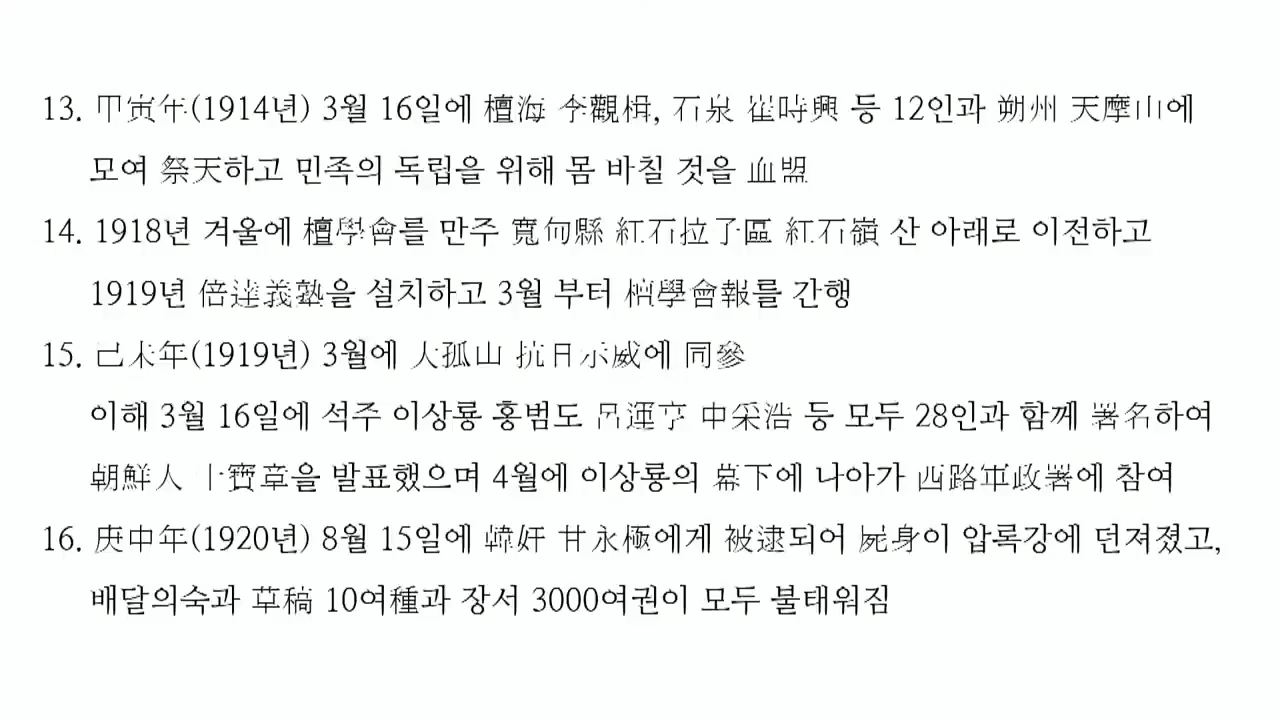 13. 甲寅年(1914년) 3월 16일에 檀海 李觀楫, 石泉 崔時興 등 12인과 朔州 天摩山에
모여 祭天하고 민족의 독립을 위해 몸 바칠 것을 血盟
14. 1918년 겨울에 檀學會를 만주 寬甸縣 紅石拉子區 紅石嶺 산 아래로 이전하고
1919년 倍達義塾을 설치하고 3월 부터 檀學會報를 간행
15. 己未年(1919년) 3월에 大孤山 抗日示威에 同參
이해 3월 16일에 석주 이상룡 홍범도 呂運亨 申采浩 등 모두 28인과 함께 署名하여
朝鮮人 十寶章을 발표했으며 4월에 이상룡의 幕下에 나아가 西路軍政署에 참여
16. 庚申年(1920년) 8월 15일에 韓奸 甘永極에게 被逮되어 屍身이 압록강에 던져졌고,
배달의숙과 草稿 10여種과 장서 3000여권이 모두 불태워짐